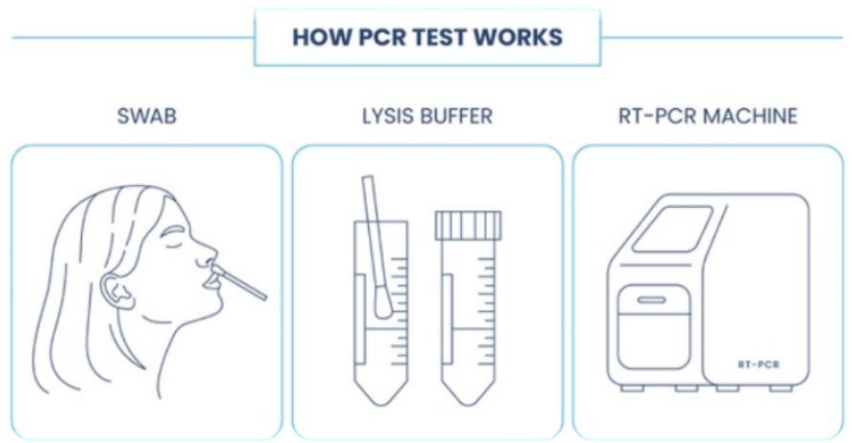 HOW PCR TEST WORKS
SWAB
LYSIS BUFFER
RT-PCR MACHINE
RT-PCR